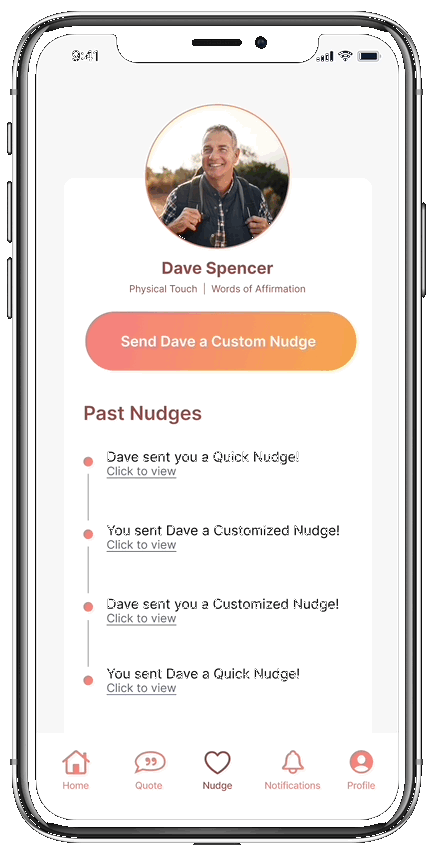 9:41
Dave Spencer
Physical Touch | Words of Affirmation
Send Dave a Custom Nudge
Past Nudges
Dave sent you a Quick Nudge!
Click to view
You sent Dave a Customized Nudge!
Click to view
Dave sent you a Customized Nudge!
Click to view
You sent Dave a Quick Nudge!
Click to view
Home Quote Nudge Notifications Profile